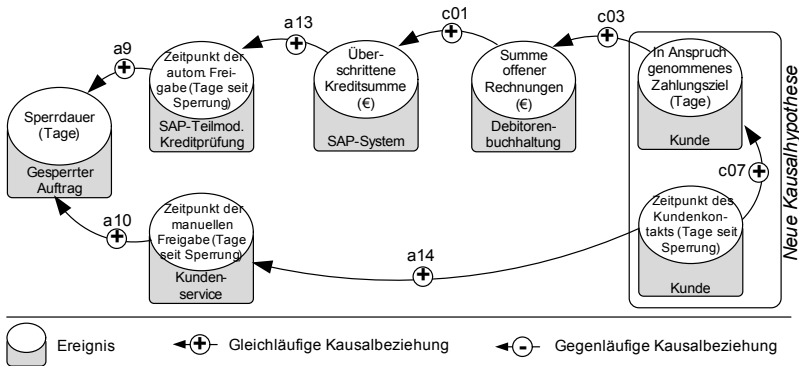 a9
a13
c01
c03
Zeitpunkt der
autom. Frei-
gabe (Tage seit
Sperrung)
SAP-Teilmod.
Kreditprüfung
Über-
schrittene
Kreditsumme
(€)
SAP-System
Summe
offener
Rechnungen
(€)
Debitoren-
buchhaltung
In Anspruch
genommenes
Zahlungsziel
(Tage)
Kunde
Sperrdauer
(Tage)
Gesperrter
Auftrag
c07
Neue Kausalhypothese
a10
Zeitpunkt der
manuellen
Freigabe (Tage
seit Sperrung)
Kunden-
service
a14
Zeitpunkt des
Kundenkon-
takts (Tage seit
Sperrung)
Kunde
Ereignis
Gleichläufige Kausalbeziehung
Gegenläufige Kausalbeziehung